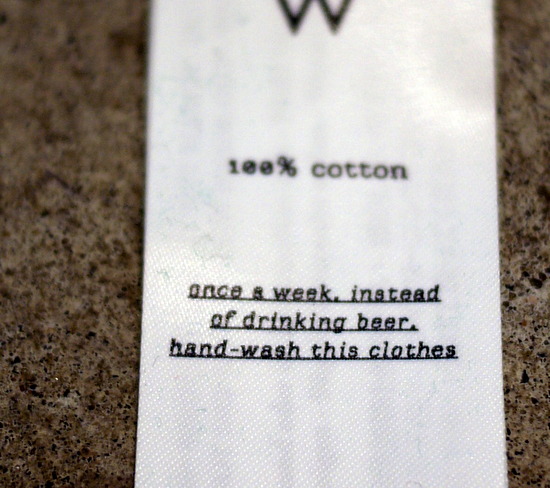 W
100% cotton
once a week, instead
of drinking beer,
hand-wash this clothes